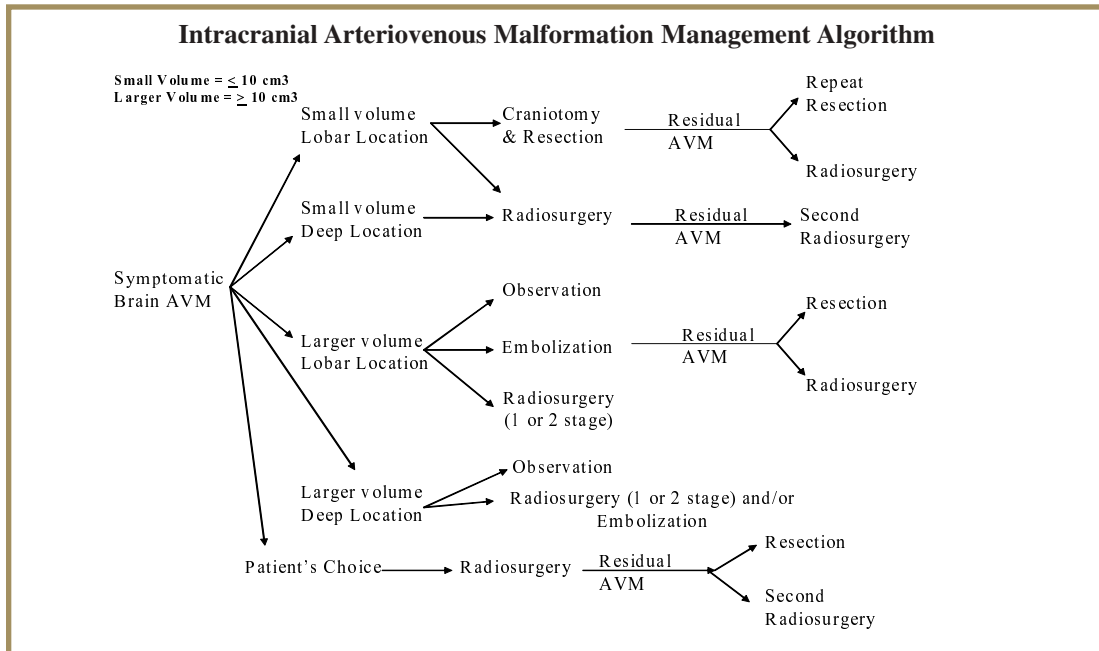 Intracranial Arteriovenous Malformation Management Algorithm
Small Volume = ≤ 10 cm3
Larger Volume = ≥ 10 cm3
Small volume
Lobar Location
Craniotomy
& Resection
Residual
AVM
Repeat
Resection
Radiosurgery
Small volume
Deep Location
Radiosurgery
Residual
AVM
Second
Radiosurgery
Symptomatic
Brain AVM
Larger volume
Lobar Location
Observation
Embolization
Residual
AVM
Resection
Radiosurgery
Radiosurgery
(1 or 2 stage)
Larger volume
Deep Location
Observation
Radiosurgery (1 or 2 stage) and/or
Embolization
Patient’s Choice
Radiosurgery
Residual
AVM
Resection
Second
Radiosurgery